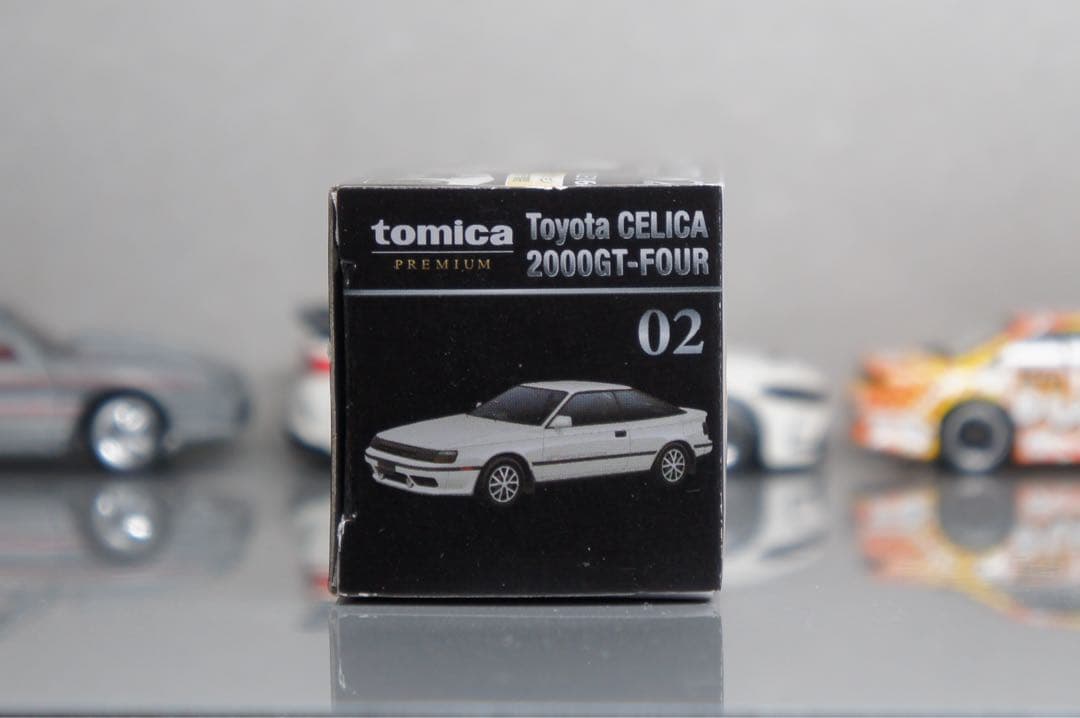 tomica
PREMIUM
Toyota CELICA
2000GT-FOUR
02